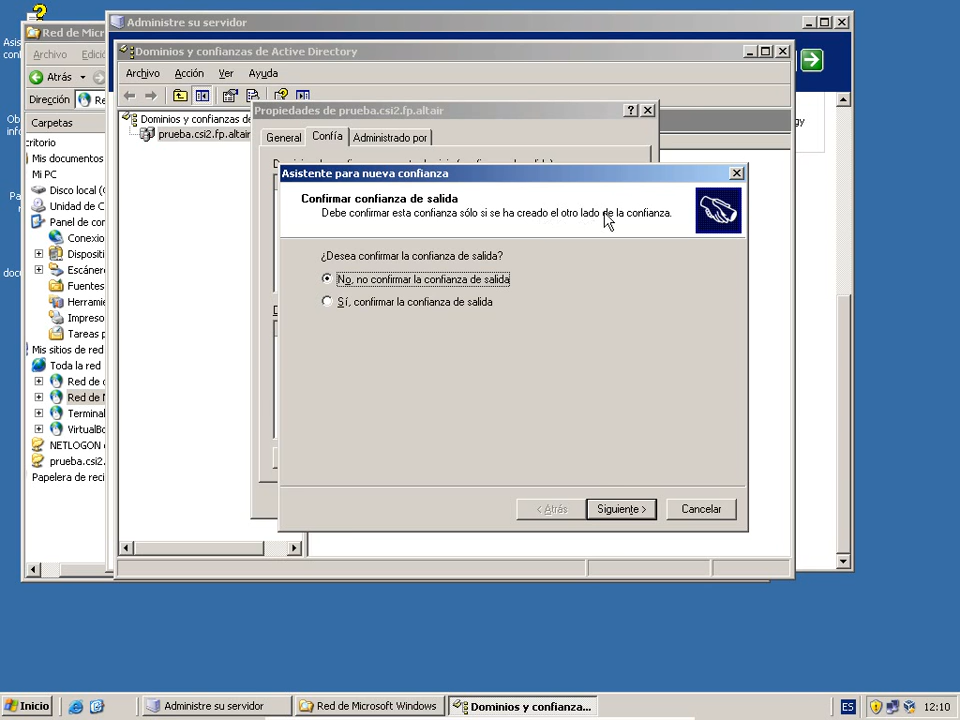 Administre su servidor
Red de Micr
Archivo
Edició
Atrás
Dirección
Re
Carpetas
critorio
Mis documentos
Mi PC
Disco local (
Unidad de C
Panel de con
Conexio
Dispositi
Escáner
Fuentes
Herramie
Impreso
Tareas p
Mis sitios de red
Toda la red
Red de
Red de M
Terminal
VirtualBo
NETLOGON
prueba.csi2.
Papelera de reci
Dominios y confianzas de Active Directory
Archivo Acción Ver Ayuda
Dominios y confianzas de
prueba.csi2.fp.altair
Propiedades de prueba.csi2.fp.altair
General Confía Administrado por
Asistente para nueva confianza
Confirmar confianza de salida
Debe confirmar esta confianza sólo si se ha creado el otro lado de la confianza.
¿Desea confirmar la confianza de salida?
No, no confirmar la confianza de salida
Sí, confirmar la confianza de salida
< Atrás Siguiente > Cancelar
Inicio Administre su servidor Red de Microsoft Windows Dominios y confianza... ES 12:10